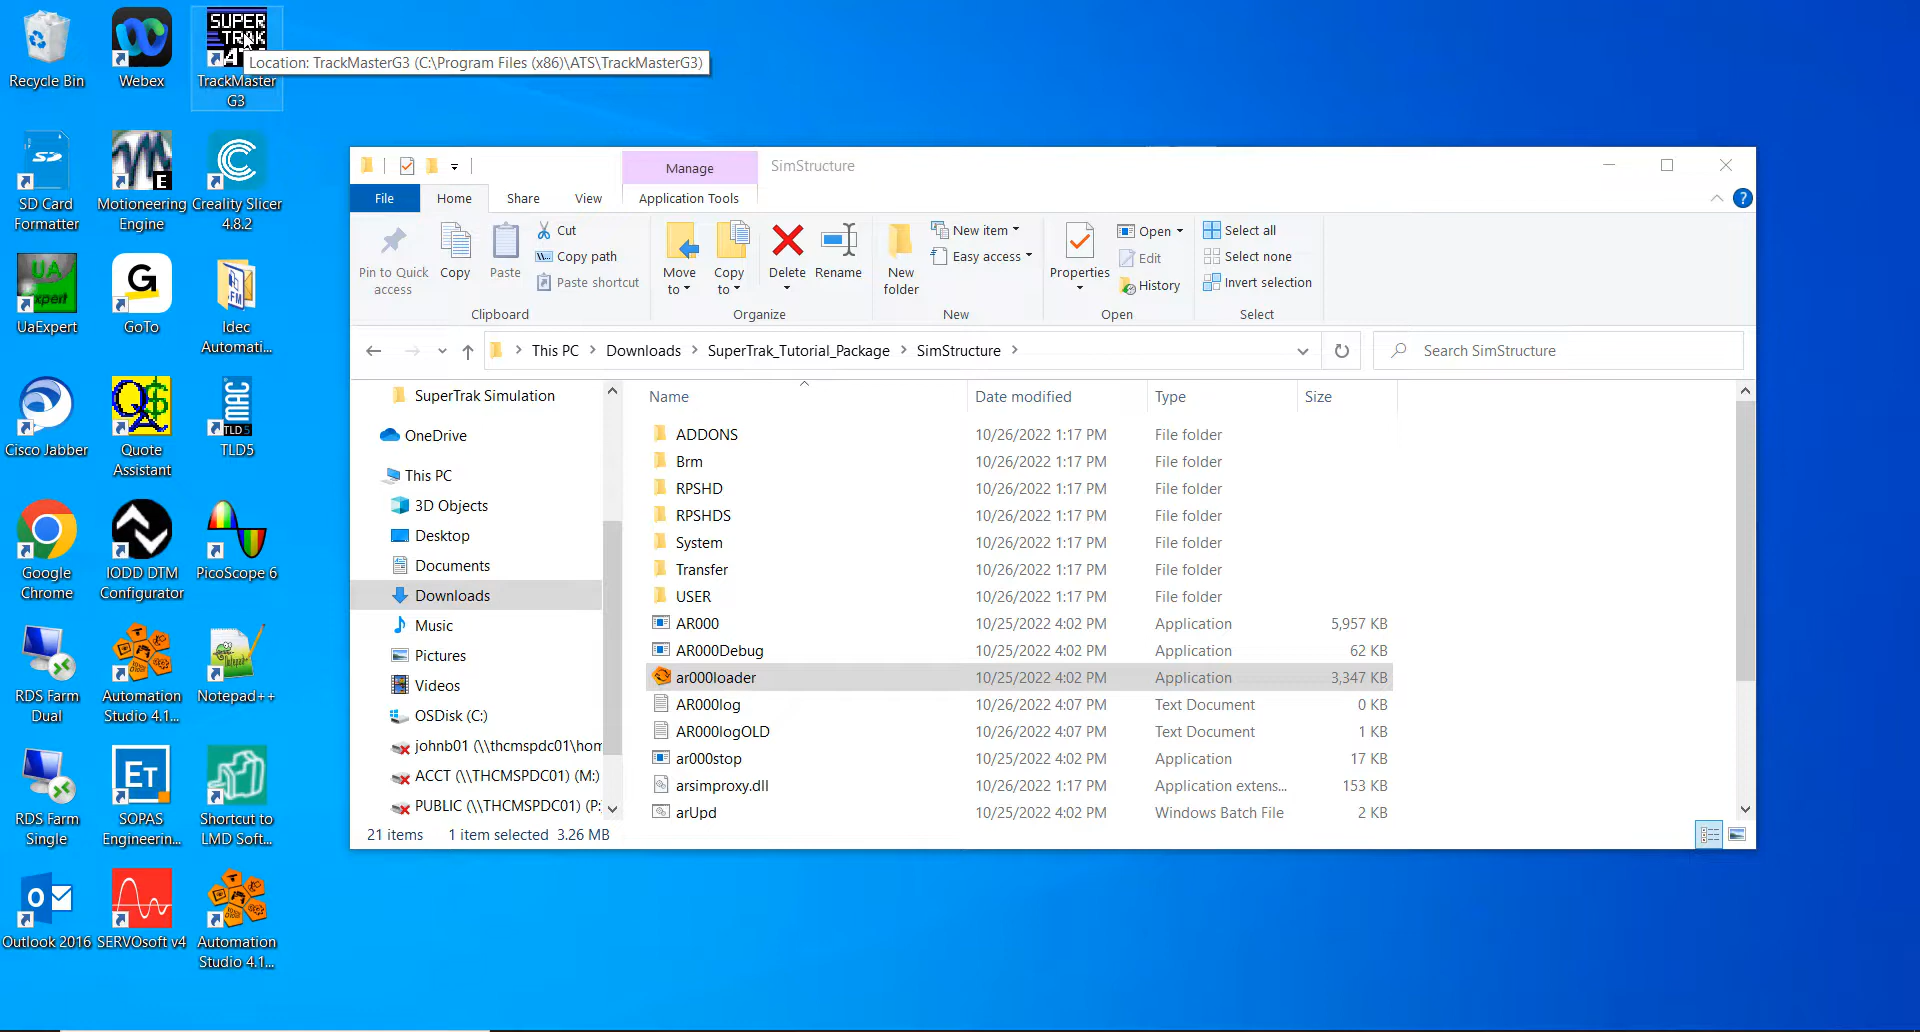 Recycle Bin
Webex
SUPER
TRAK
AT
TrackMaster
G3
Location: TrackMasterG3 (C:\Program Files (x86)\ATS\TrackMasterG3)
SD
SD Card
Formatter
E
Motioneering
Engine
Creality Slicer
4.8.2
UA
xpert
UaExpert
G
GoTo
.FM
Idec
Automati...
Cisco Jabber
Q$
A
Quote
Assistant
MAC
TLD5
TLD5
Google
Chrome
IODD DTM
Configurator
PicoScope 6
RDS Farm
Dual
Automation
Studio 4.1...
Notepad++
RDS Farm
Single
ET
SOPAS
Engineerin...
Shortcut to
LMD Soft...
Outlook 2016
SERVOsoft v4
Automation
Studio 4.1...
Manage
SimStructure
File
Home
Share
View
Application Tools
Pin to Quick
access
Copy
Paste
Cut
Copy path
Paste shortcut
Clipboard
Move
to
Copy
to
Delete
Rename
Organize
New
folder
New item
Easy access
New
Properties
Open
Edit
History
Open
Select all
Select none
Invert selection
Select
This PC > Downloads > SuperTrak_Tutorial_Package > SimStructure >
Search SimStructure
SuperTrak Simulation
OneDrive
This PC
3D Objects
Desktop
Documents
Downloads
Music
Pictures
Videos
OSDisk (C:)
johnb01 (\\thcmspdc01\hom
ACCT (\\THCMSPDC01) (M:)
PUBLIC (\\THCMSPDC01) (P:
Name Date modified Type Size
ADDONS 10/26/2022 1:17 PM File folder
Brm 10/26/2022 1:17 PM File folder
RPSHD 10/26/2022 1:17 PM File folder
RPSHDS 10/26/2022 1:17 PM File folder
System 10/26/2022 1:17 PM File folder
Transfer 10/26/2022 1:17 PM File folder
USER 10/26/2022 1:17 PM File folder
AR000 10/25/2022 4:02 PM Application 5,957 KB
AR000Debug 10/25/2022 4:02 PM Application 62 KB
ar000loader 10/25/2022 4:02 PM Application 3,347 KB
AR000log 10/26/2022 4:07 PM Text Document 0 KB
AR000logOLD 10/26/2022 4:07 PM Text Document 1 KB
ar000stop 10/25/2022 4:02 PM Application 17 KB
arsimproxy.dll 10/26/2022 1:17 PM Application extens... 153 KB
arUpd 10/25/2022 4:02 PM Windows Batch File 2 KB
21 items 1 item selected 3.26 MB